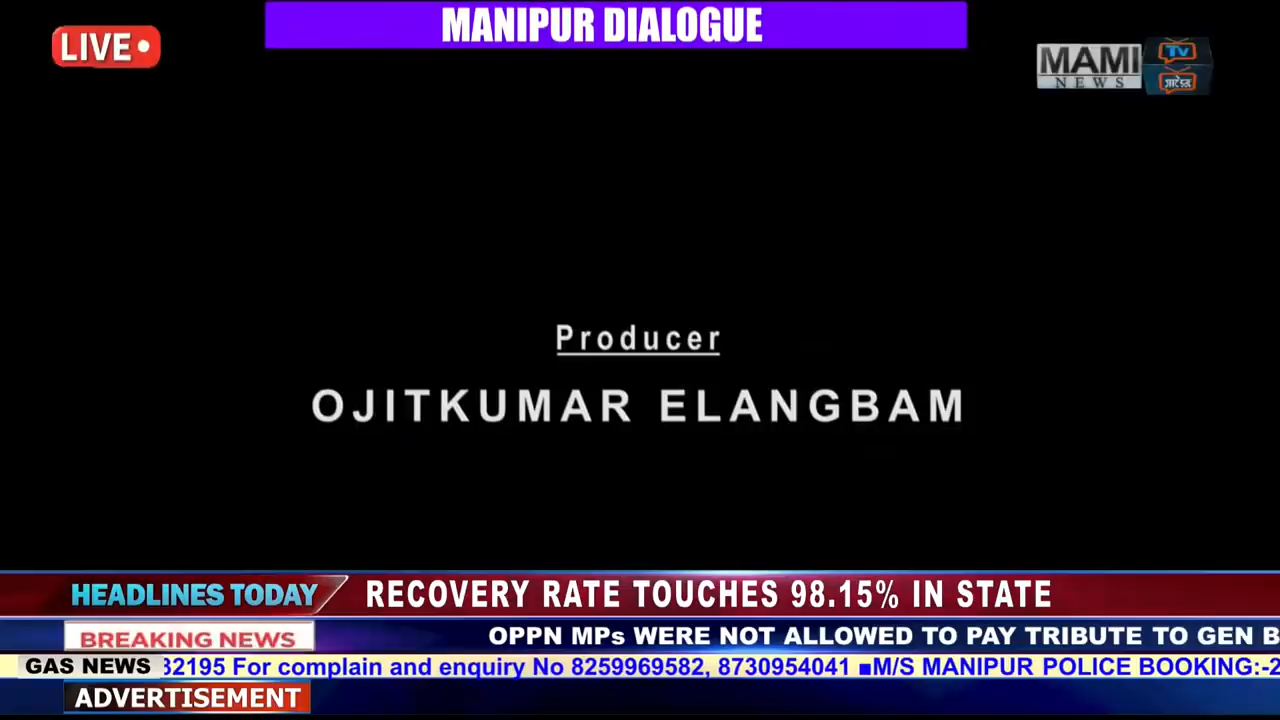 MANIPUR DIALOGUE
LIVE
MAMI
NEWS
Tv
Producer
OJITKUMAR ELANGBAM
HEADLINES TODAY
RECOVERY RATE TOUCHES 98.15% IN STATE
BREAKING NEWS
OPPN MPs WERE NOT ALLOWED TO PAY TRIBUTE TO GEN B
GAS NEWS
32195 For complain and enquiry No 8259969582, 8730954041 ■M/S MANIPUR POLICE BOOKING:-2
ADVERTISEMENT